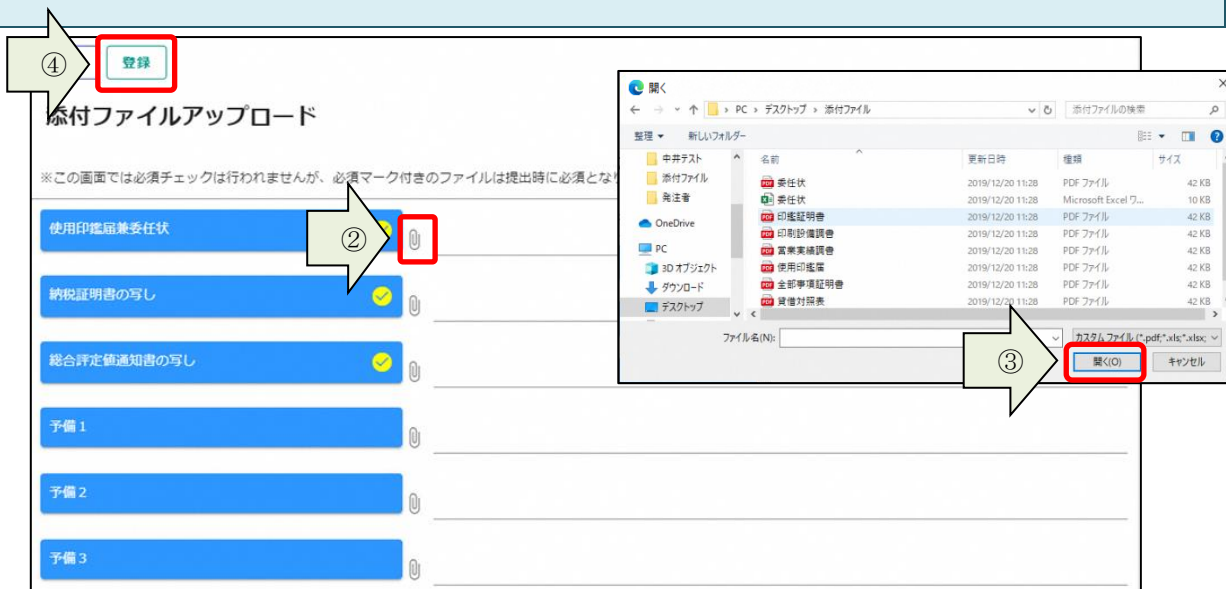 ④
登録
添付ファイルアップロード
※この画面では必須チェックは行われませんが、必須マーク付きのファイルは提出時に必須とな
使用印鑑届兼委任状
②
納税証明書の写し
総合評定値通知書の写し
予備1
予備2
予備3
開く
PC › デスクトップ › 添付ファイル
添付ファイルの検索
整理 新しいフォルダー
中井テスト
添付ファイル
発注者
OneDrive
PC
3D オブジェクト
ダウンロード
デスクトップ
名前 更新日時 種類 サイズ
委任状 2019/12/20 11:28 PDF ファイル 42 KB
委任状 2019/12/20 11:28 Microsoft Excel ワ... 10 KB
印鑑証明書 2019/12/20 11:28 PDF ファイル 42 KB
印刷設備調書 2019/12/20 11:28 PDF ファイル 42 KB
営業実績調書 2019/12/20 11:28 PDF ファイル 42 KB
使用印鑑届 2019/12/20 11:28 PDF ファイル 42 KB
全部事項証明書 2019/12/20 11:28 PDF ファイル 42 KB
貸借対照表 2019/12/20 11:28 PDF ファイル 42 KB
ファイル名(N):
カスタム ファイル (*.pdf;*.xls;*.xlsx;
③
開く(O)
キャンセル